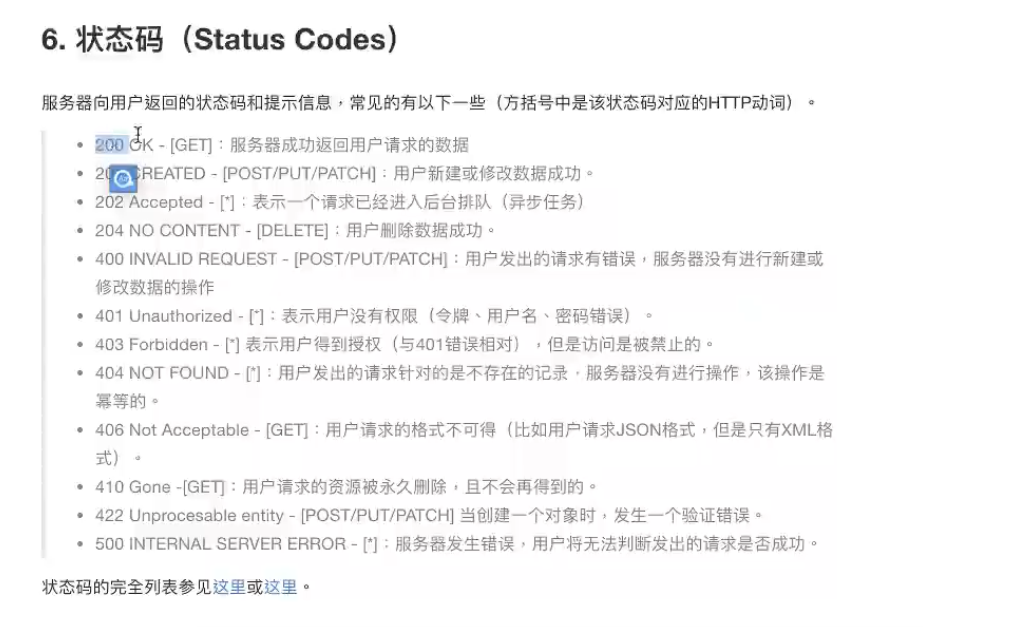 6. 状态码（Status Codes）
服务器向用户返回的状态码和提示信息，常见的有以下一些（方括号中是该状态码对应的HTTP动词）。
• 200 OK - [GET]：服务器成功返回用户请求的数据
• CREATED - [POST/PUT/PATCH]：用户新建或修改数据成功。
• 202 Accepted - [*]：表示一个请求已经进入后台排队（异步任务）
• 204 NO CONTENT - [DELETE]：用户删除数据成功。
• 400 INVALID REQUEST - [POST/PUT/PATCH]：用户发出的请求有错误，服务器没有进行新建或
修改数据的操作
• 401 Unauthorized - [*]：表示用户没有权限（令牌、用户名、密码错误）。
• 403 Forbidden - [*] 表示用户得到授权（与401错误相对），但是访问是被禁止的。
• 404 NOT FOUND - [*]：用户发出的请求针对的是不存在的记录，服务器没有进行操作，该操作是
幂等的。
• 406 Not Acceptable - [GET]：用户请求的格式不可得（比如用户请求JSON格式，但是只有XML格
式）。
• 410 Gone -[GET]：用户请求的资源被永久删除，且不会再得到的。
• 422 Unprocesable entity - [POST/PUT/PATCH] 当创建一个对象时，发生一个验证错误。
• 500 INTERNAL SERVER ERROR - [*]：服务器发生错误，用户将无法判断发出的请求是否成功。
状态码的完全列表参见这里或这里。